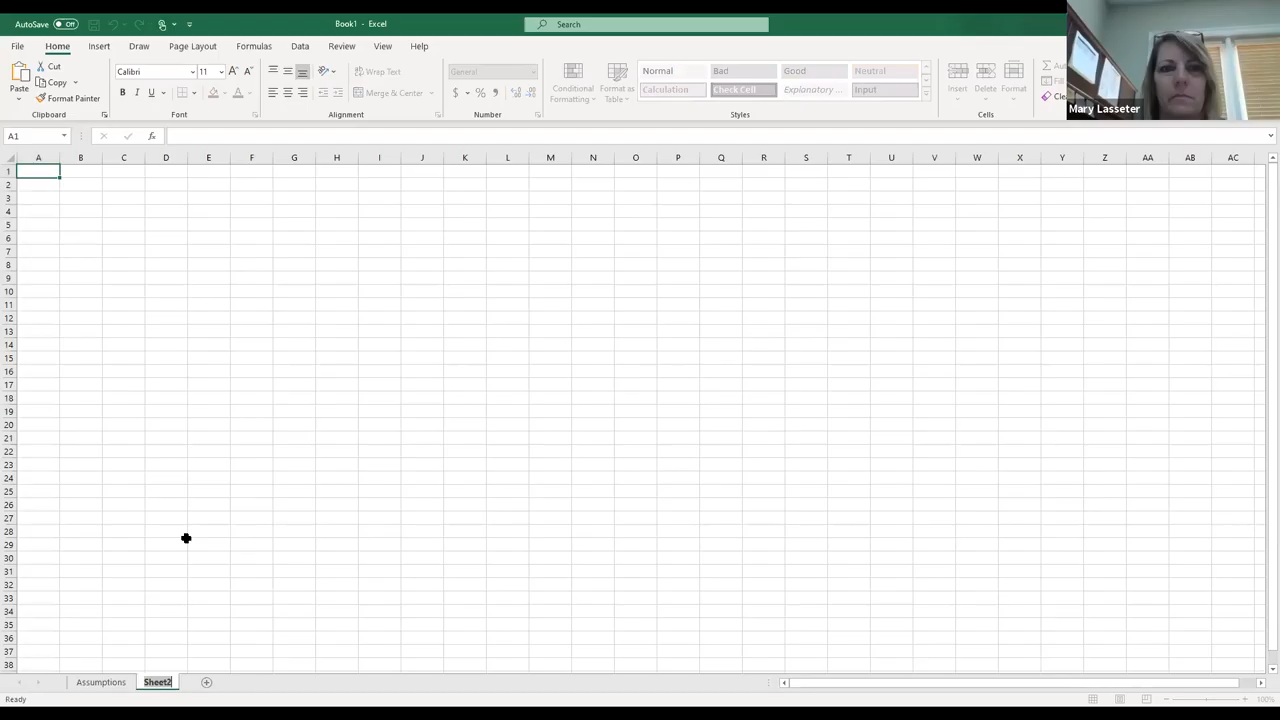 AutoSave Off Book1 - Excel Search
File Home Insert Draw Page Layout Formulas Data Review View Help
Paste Cut Copy Format Painter
Clipboard
Calibri 11
B I U
Font
Wrap Text
Merge & Center
Alignment
General
$ % 9
Number
Conditional Formatting
Format as Table
Normal Bad Good Neutral
Calculation Check Cell Explanatory ... Input
Styles
Insert Delete Format
Cells
Mary Lasseter
A1 fx
A B C D E F G H I J K L M N O P Q R S T U V W X Y Z AA AB AC
1
2
3
4
5
6
7
8
9
10
11
12
13
14
15
16
17
18
19
20
21
22
23
24
25
26
27
28
29
30
31
32
33
34
35
36
37
38
Assumptions Sheet2
Ready 100%